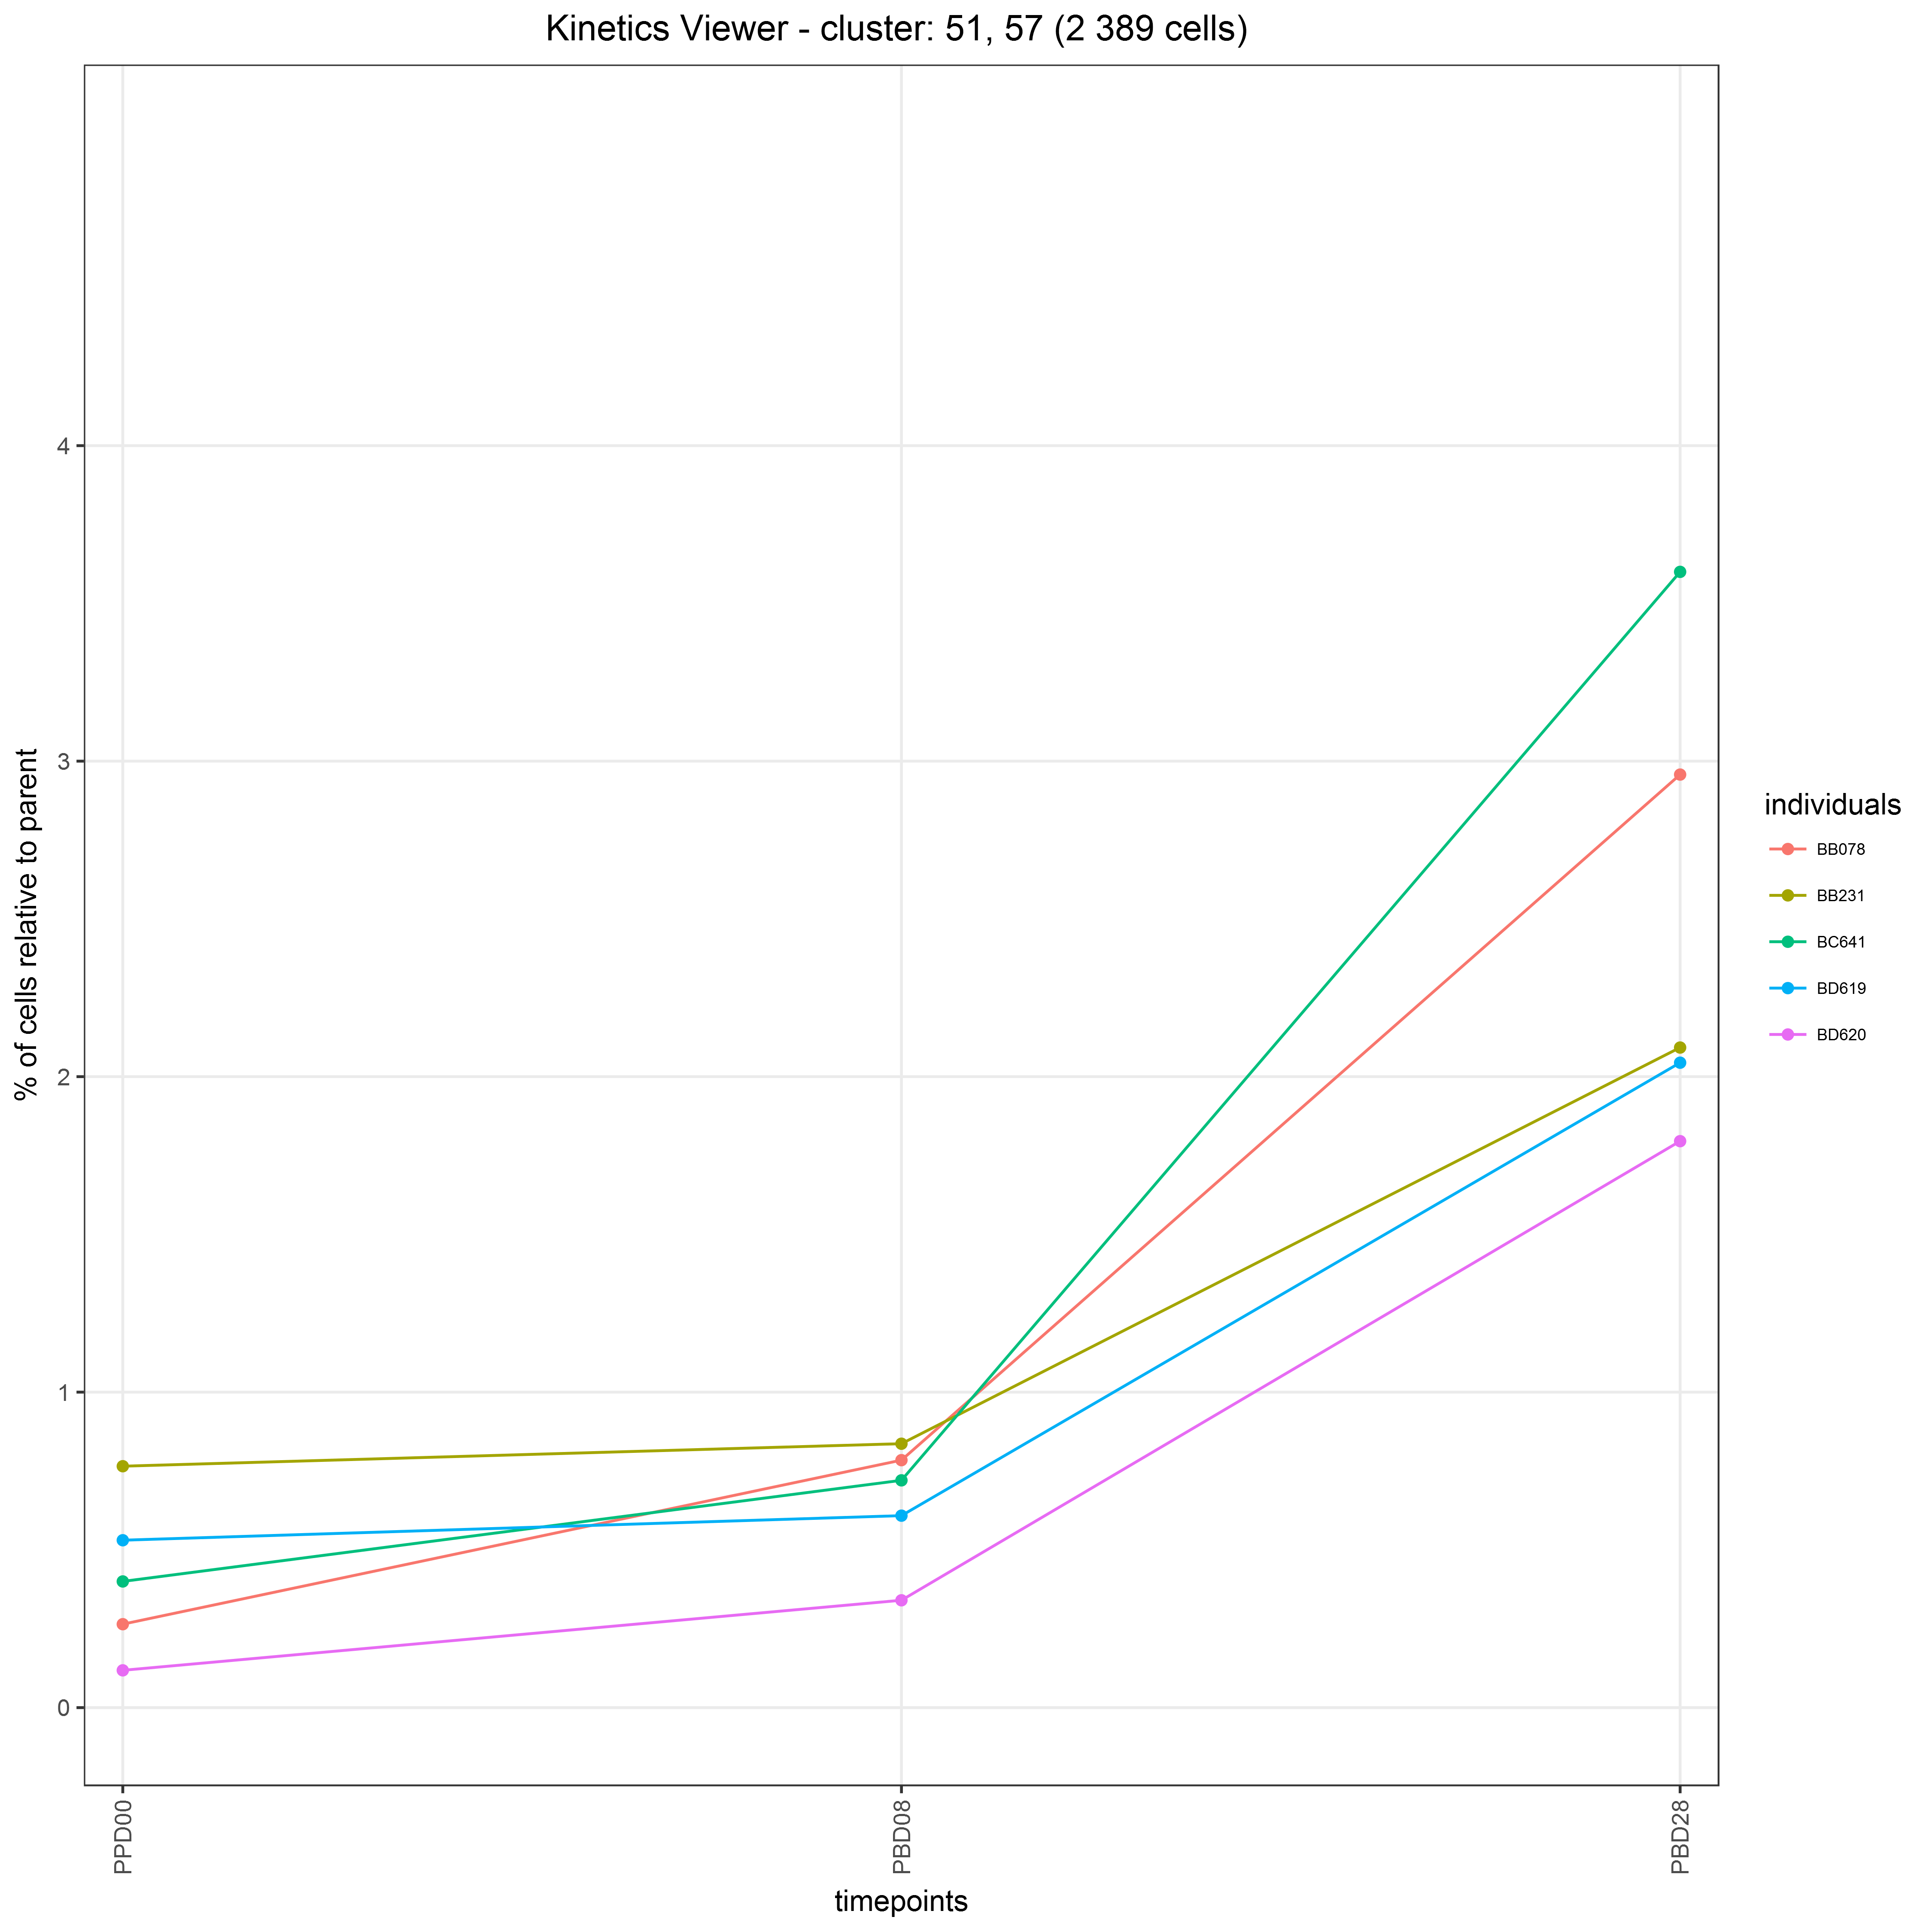 Kinetics Viewer - cluster: 51, 57 (2 389 cells)
% of cells relative to parent
4
3
2
1
0
PPD00
PBD08
PBD28
timepoints
individuals
BB078
BB231
BC641
BD619
BD620